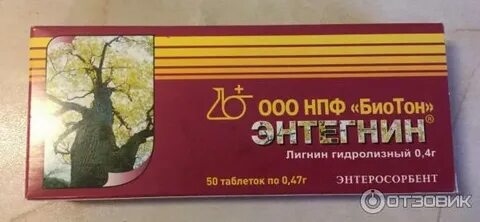 ООО НПФ «БиоТон»
ЭНТЕГНИН®
Лигнин гидролизный 0,4г
50 таблеток по 0,47г
ЭНТЕРОСОРБЕНТ
ОТЗОВИК